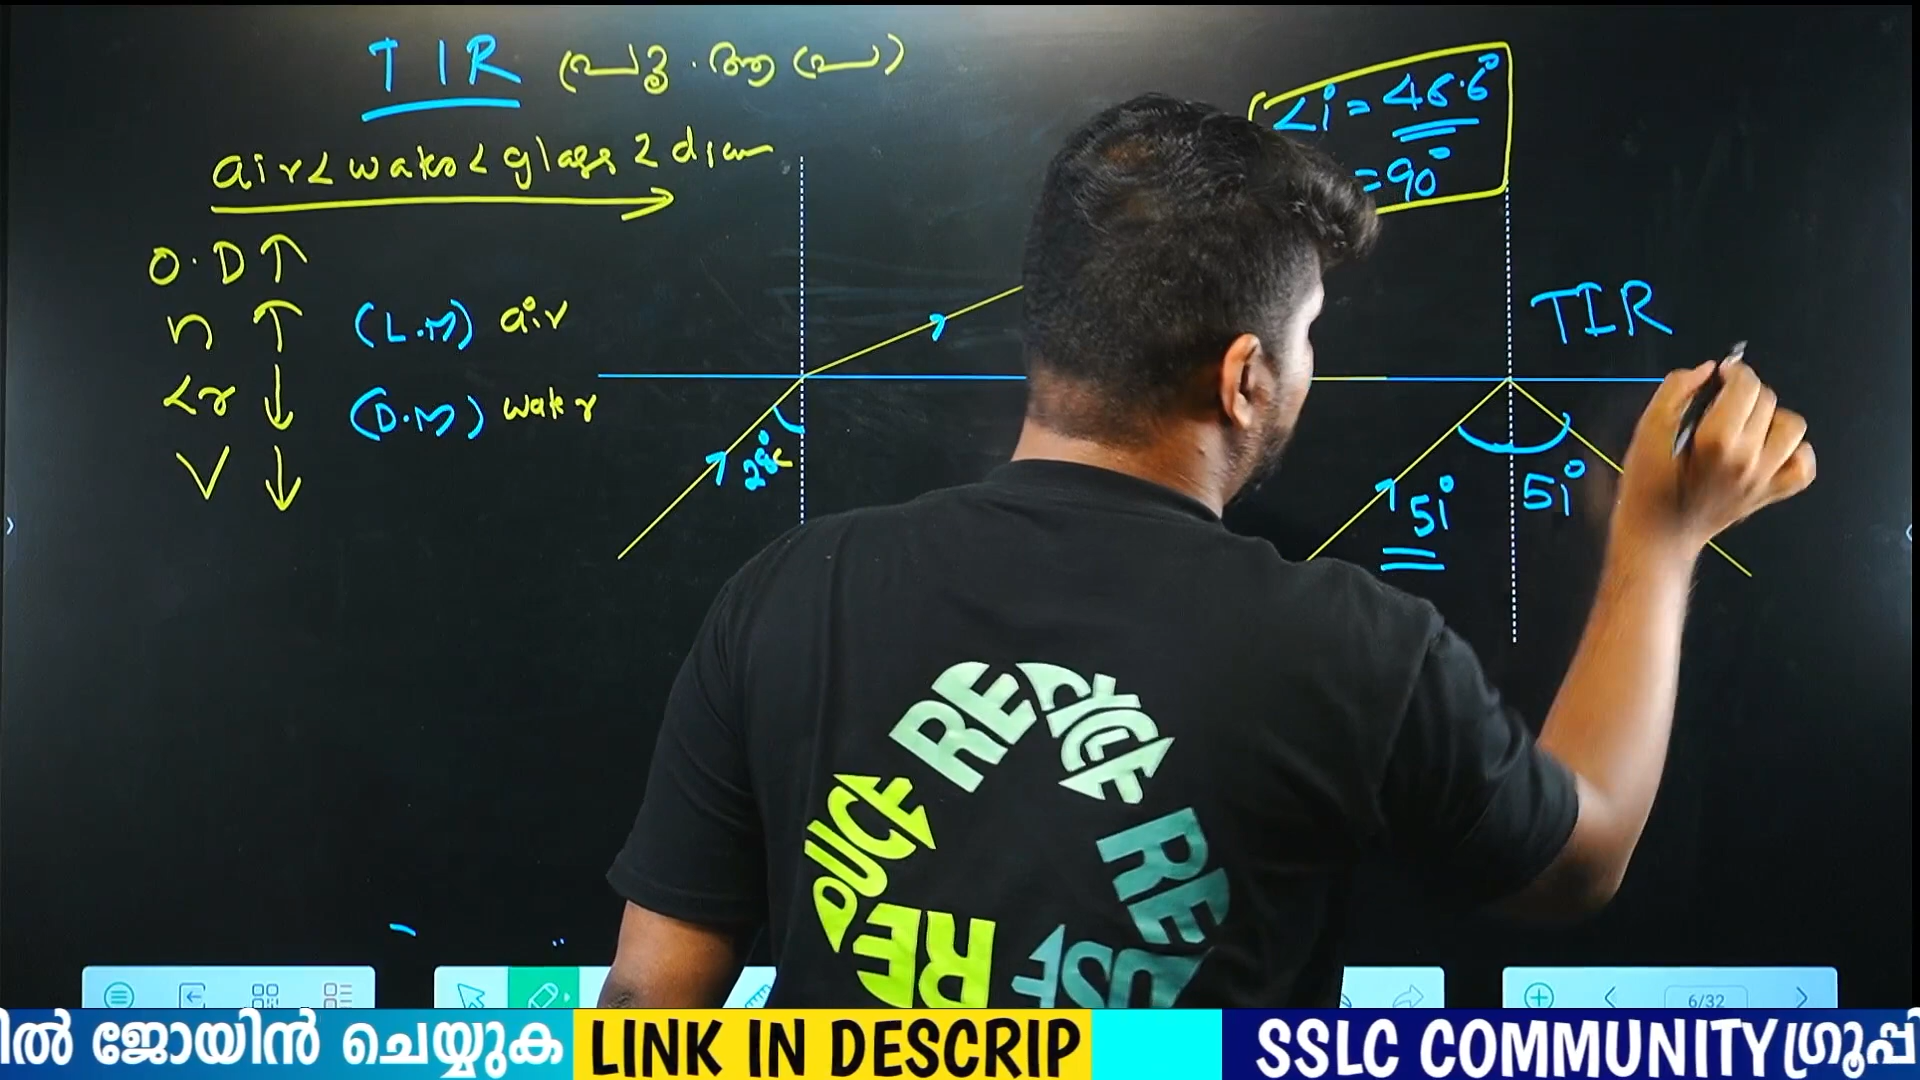 TIR (പൂ.ആ പ്ര)
air < water < glass <
O.D ↑
n ↑ (L.M) air
<r ↓ (D.M) water
V ↓
<i = 48.6°
= 90°
TIR
51° 51°
RECYCLE
REDUCE
REUSE
6/32
ിൽ ജോയിൻ ചെയ്യുക
LINK IN DESCRIP
SSLC COMMUNITY ഗ്രൂപ്പി